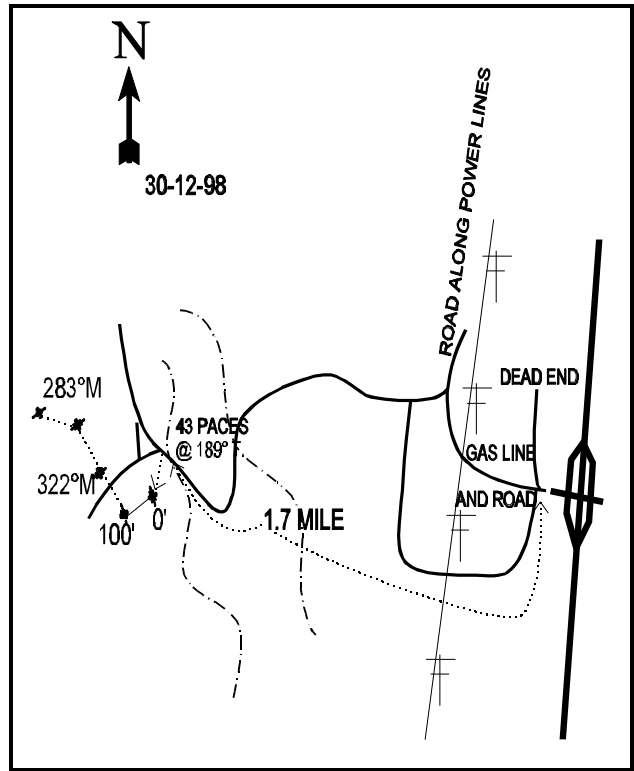 N
30-12-98
ROAD ALONG POWER LINES
DEAD END
283°M
43 PACES
@ 189°
GAS LINE
322°M
AND ROAD
100'
0'
1.7 MILE